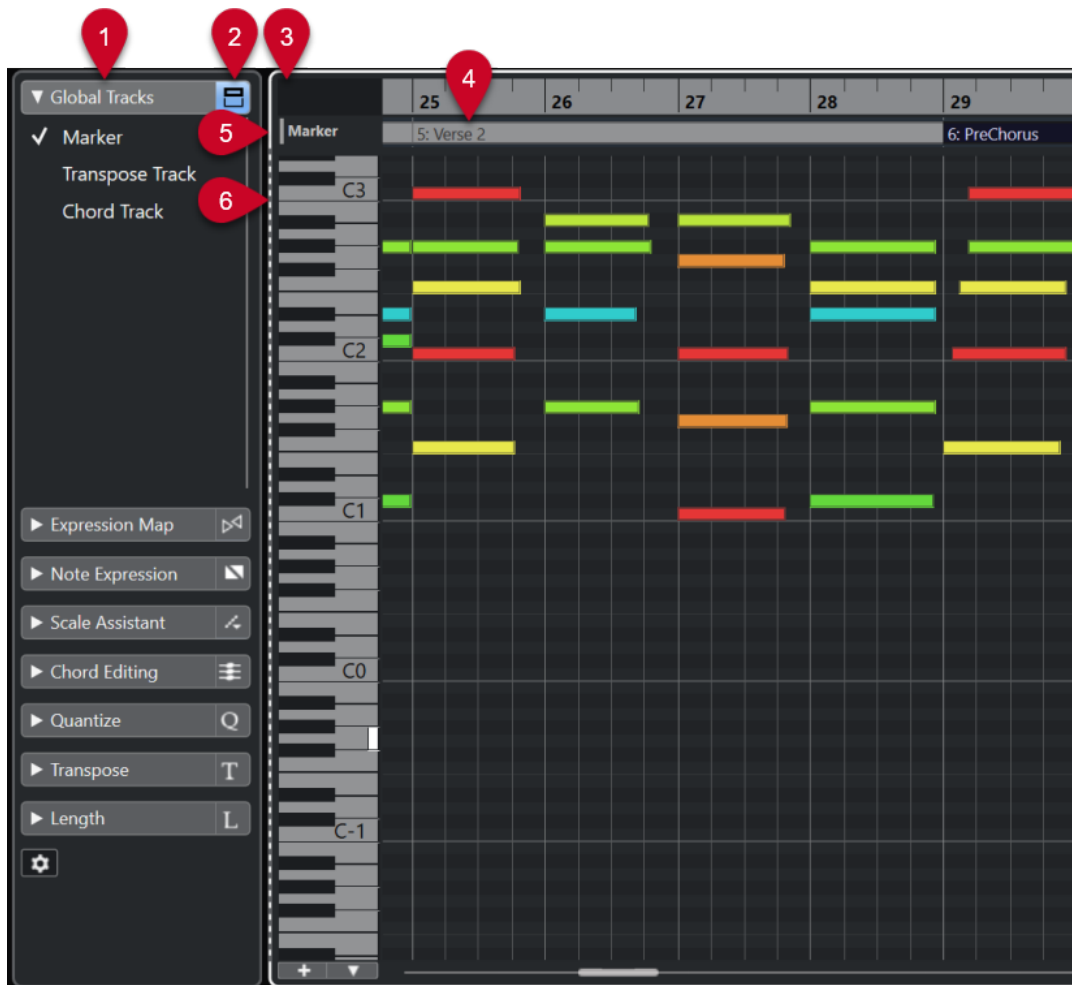 1
2
3
4
Global Tracks
25
26
27
28
29
5
Marker
5: Verse 2
6: PreChorus
✓ Marker
Transpose Track
6
C3
Chord Track
C2
C1
Expression Map
Note Expression
Scale Assistant
Chord Editing
C0
Quantize Q
Transpose T
Length L
C-1